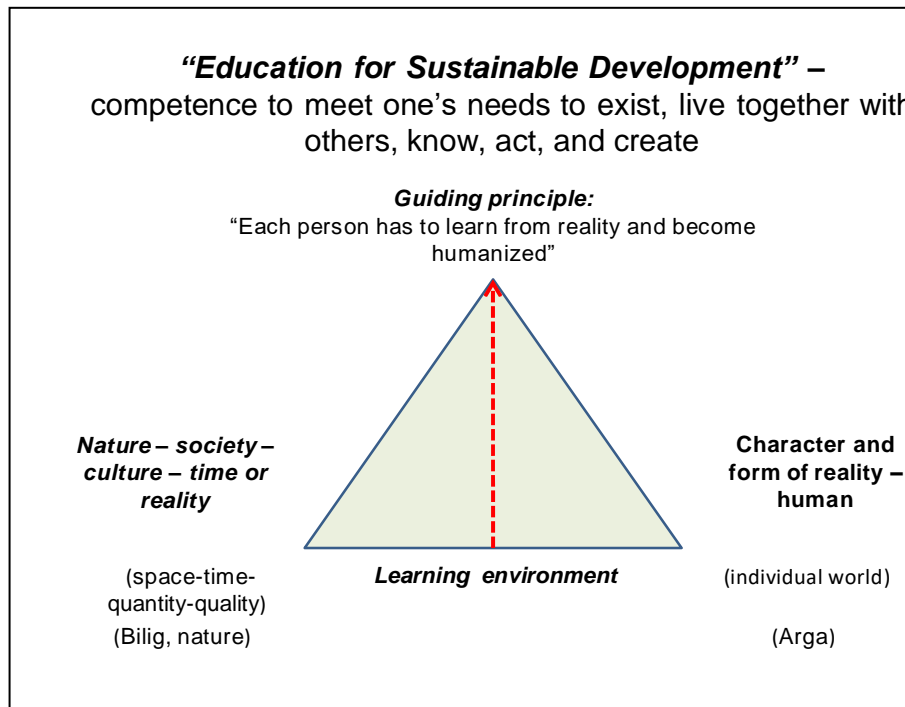 “Education for Sustainable Development” –
competence to meet one’s needs to exist, live together with
others, know, act, and create
Guiding principle:
“Each person has to learn from reality and become
humanized”
Nature – society –
culture – time or
reality
Character and
form of reality –
human
(space-time-
quantity-quality)
(Bilig, nature)
Learning environment
(individual world)
(Arga)